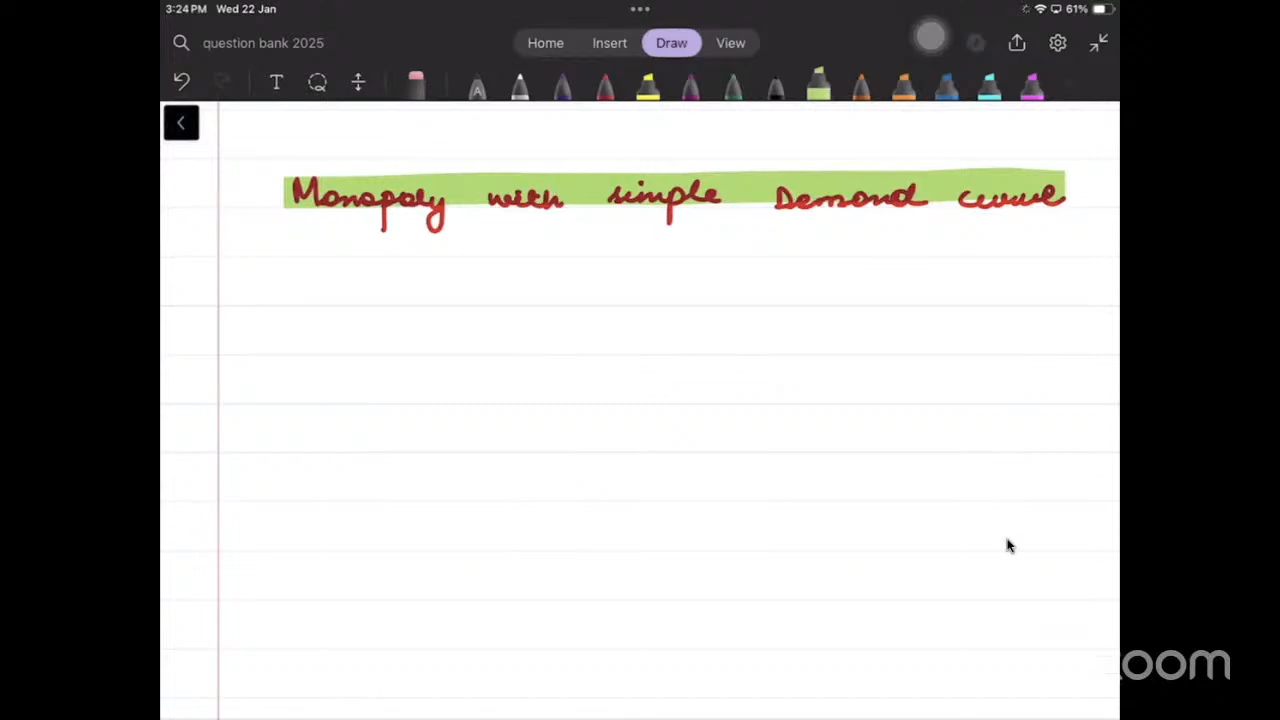 3:24 PM Wed 22 Jan
61%
question bank 2025
Home Insert Draw View
T
A
Monopoly with simple Demand curve
zoom